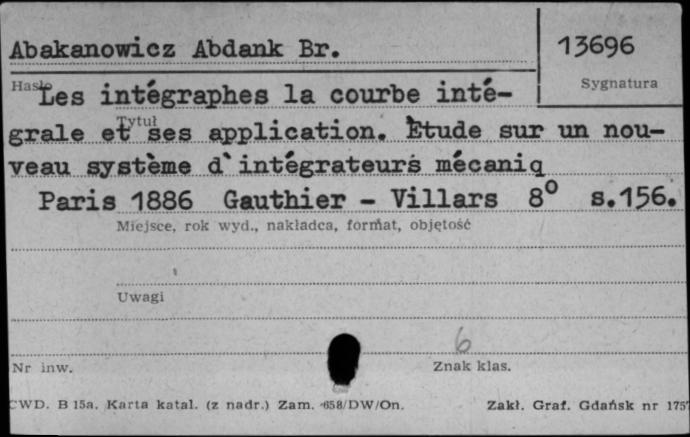 Abakanowicz Abdank Br.
13696
Hasło
Sygnatura
Les intégraphes la courbe inté-
Tytuł
grale et ses application. Étude sur un nou-
veau système d`intégrateurs mécaniq
Paris 1886 Gauthier - Villars 8° s.156.
Miejsce, rok wyd., nakładca, format, objętość
Uwagi
6
Nr inw.
Znak klas.
CWD. B 15a. Karta katal. (z nadr.) Zam. 658/DW/On.
Zakł. Graf. Gdańsk nr 1757